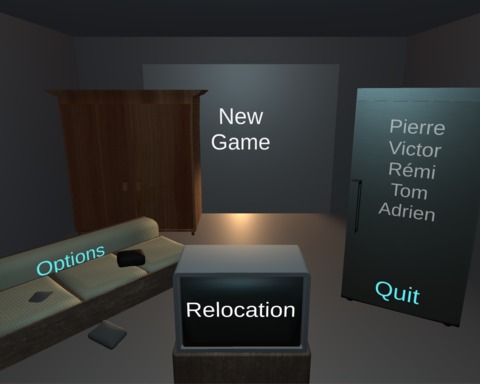 New
Game
Pierre
Victor
Rémi
Tom
Adrien
Options
Quit
Relocation